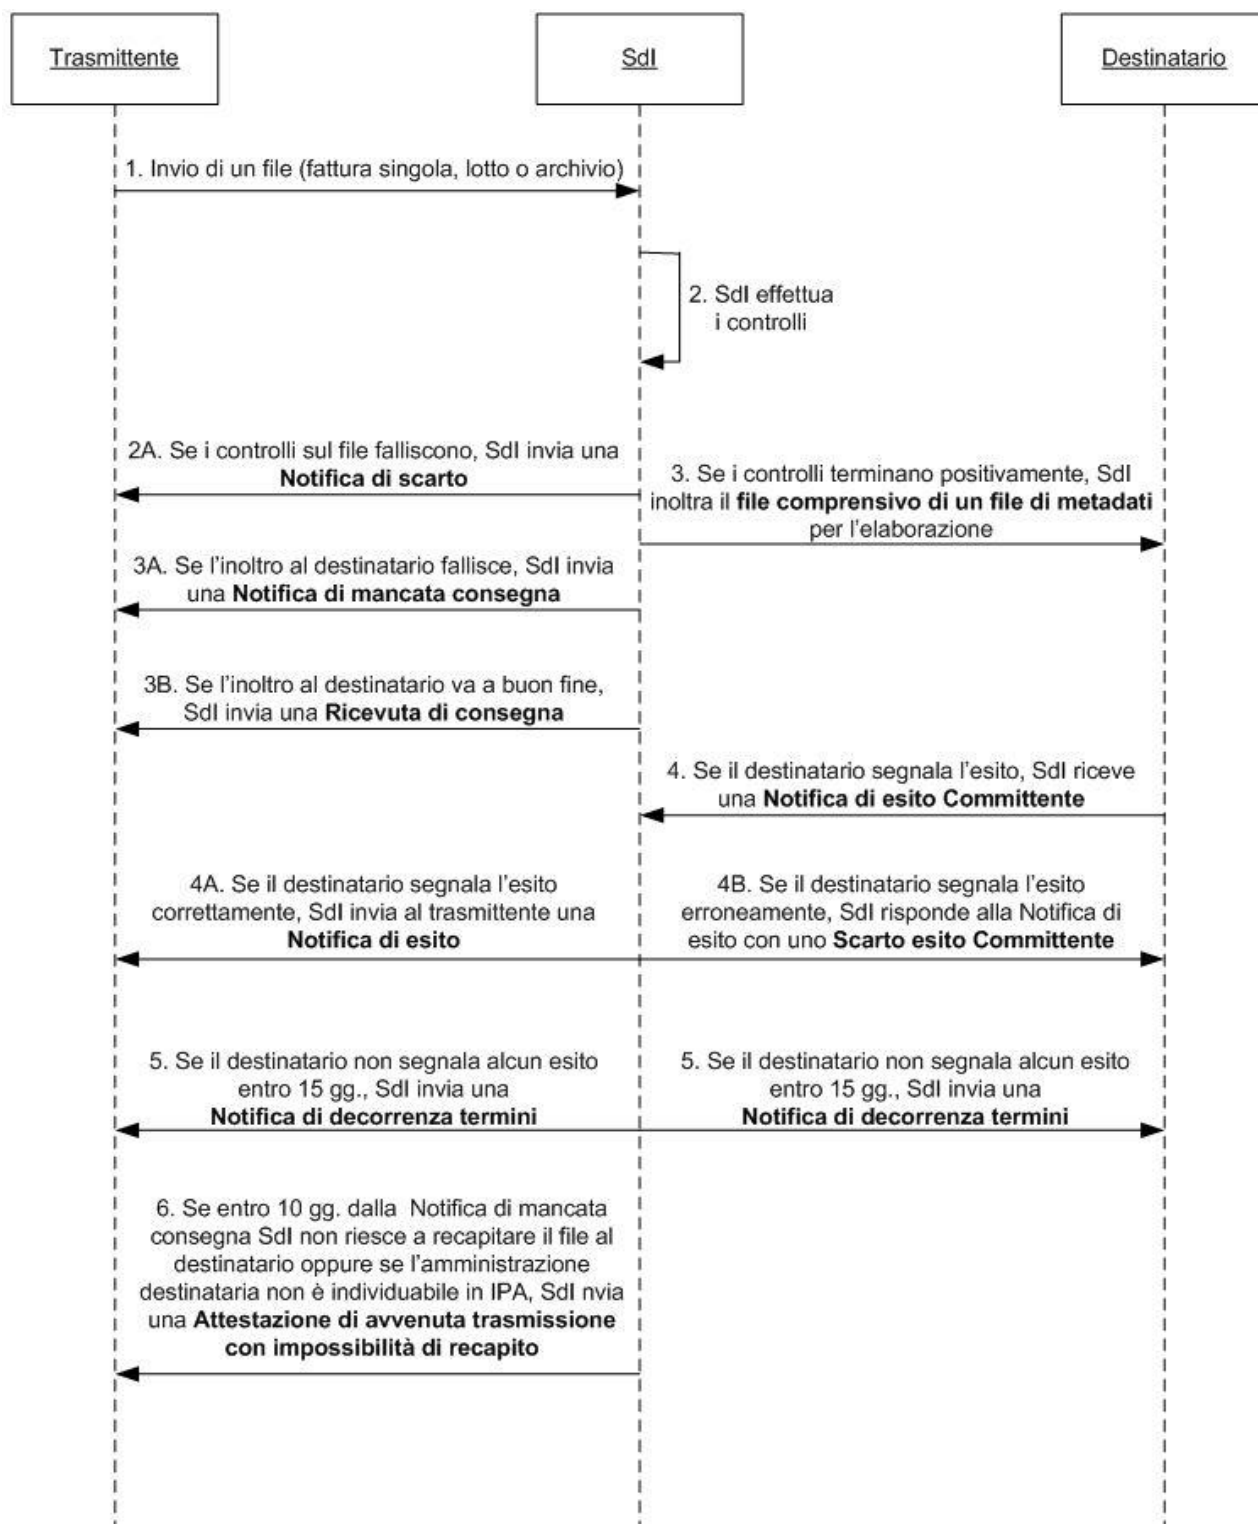 Trasmittente
SdI
Destinatario
1. Invio di un file (fattura singola, lotto o archivio)
2. SdI effettua
i controlli
2A. Se i controlli sul file falliscono, SdI invia una
Notifica di scarto
3. Se i controlli terminano positivamente, SdI
inoltra il file comprensivo di un file di metadati
per l'elaborazione
3A. Se l'inoltro al destinatario fallisce, SdI invia
una Notifica di mancata consegna
3B. Se l'inoltro al destinatario va a buon fine,
SdI invia una Ricevuta di consegna
4. Se il destinatario segnala l'esito, SdI riceve
una Notifica di esito Committente
4A. Se il destinatario segnala l'esito
correttamente, SdI invia al trasmittente una
Notifica di esito
4B. Se il destinatario segnala l'esito
erroneamente, SdI risponde alla Notifica di
esito con uno Scarto esito Committente
5. Se il destinatario non segnala alcun esito
entro 15 gg., SdI invia una
Notifica di decorrenza termini
5. Se il destinatario non segnala alcun esito
entro 15 gg., SdI invia una
Notifica di decorrenza termini
6. Se entro 10 gg. dalla Notifica di mancata
consegna SdI non riesce a recapitare il file al
destinatario oppure se l'amministrazione
destinataria non è individuabile in IPA, SdI nvia
una Attestazione di avvenuta trasmissione
con impossibilità di recapito